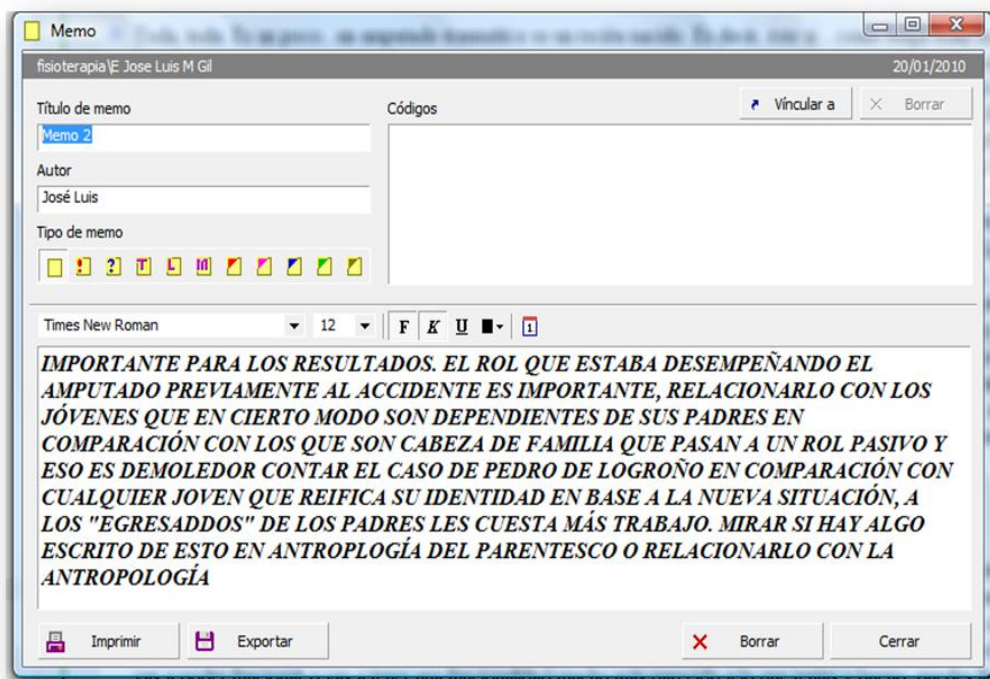 Memo
fisioterapia\E Jose Luis M Gil
20/01/2010
Título de memo
Memo 2
Autor
José Luis
Tipo de memo
Códigos
Víncular a
Borrar
Times New Roman
12
F K U
1
IMPORTANTE PARA LOS RESULTADOS. EL ROL QUE ESTABA DESEMPEÑANDO EL
AMPUTADO PREVIAMENTE AL ACCIDENTE ES IMPORTANTE, RELACIONARLO CON LOS
JÓVENES QUE EN CIERTO MODO SON DEPENDIENTES DE SUS PADRES EN
COMPARACIÓN CON LOS QUE SON CABEZA DE FAMILIA QUE PASAN A UN ROL PASIVO Y
ESO ES DEMOLEDOR CONTAR EL CASO DE PEDRO DE LOGROÑO EN COMPARACIÓN CON
CUALQUIER JOVEN QUE REIFICA SU IDENTIDAD EN BASE A LA NUEVA SITUACIÓN, A
LOS "EGRESADDOS" DE LOS PADRES LES CUESTA MÁS TRABAJO. MIRAR SI HAY ALGO
ESCRITO DE ESTO EN ANTROPLOGÍA DEL PARENTESCO O RELACIONARLO CON LA
ANTROPOLOGÍA
Imprimir
Exportar
Borrar
Cerrar